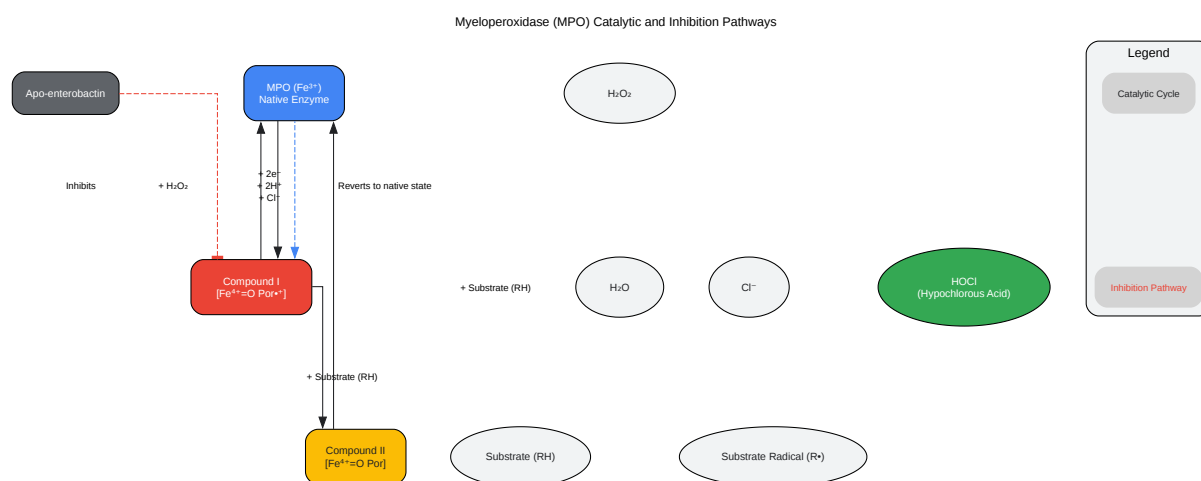 Myeloperoxidase (MPO) Catalytic and Inhibition Pathways
Legend
Apo-enterobactin
MPO (Fe³⁺)
Native Enzyme
H₂O₂
Catalytic Cycle
Inhibits
+ H₂O₂
+ 2e⁻
+ 2H⁺
+ Cl⁻
Reverts to native state
Compound I
[Fe⁴⁺=O Por•⁺]
+ Substrate (RH)
H₂O
Cl⁻
HOCl
(Hypochlorous Acid)
Inhibition Pathway
+ Substrate (RH)
Compound II
[Fe⁴⁺=O Por]
Substrate (RH)
Substrate Radical (R•)